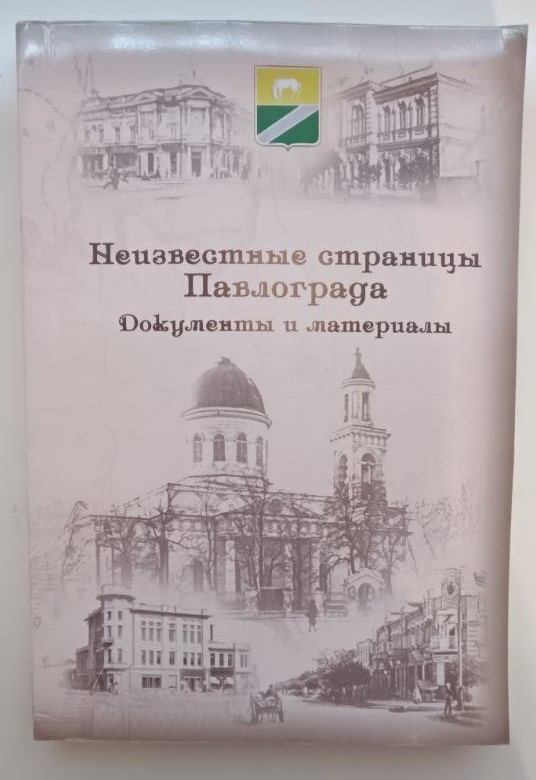 Неизвестные страницы
Павлограда
Документы и материалы